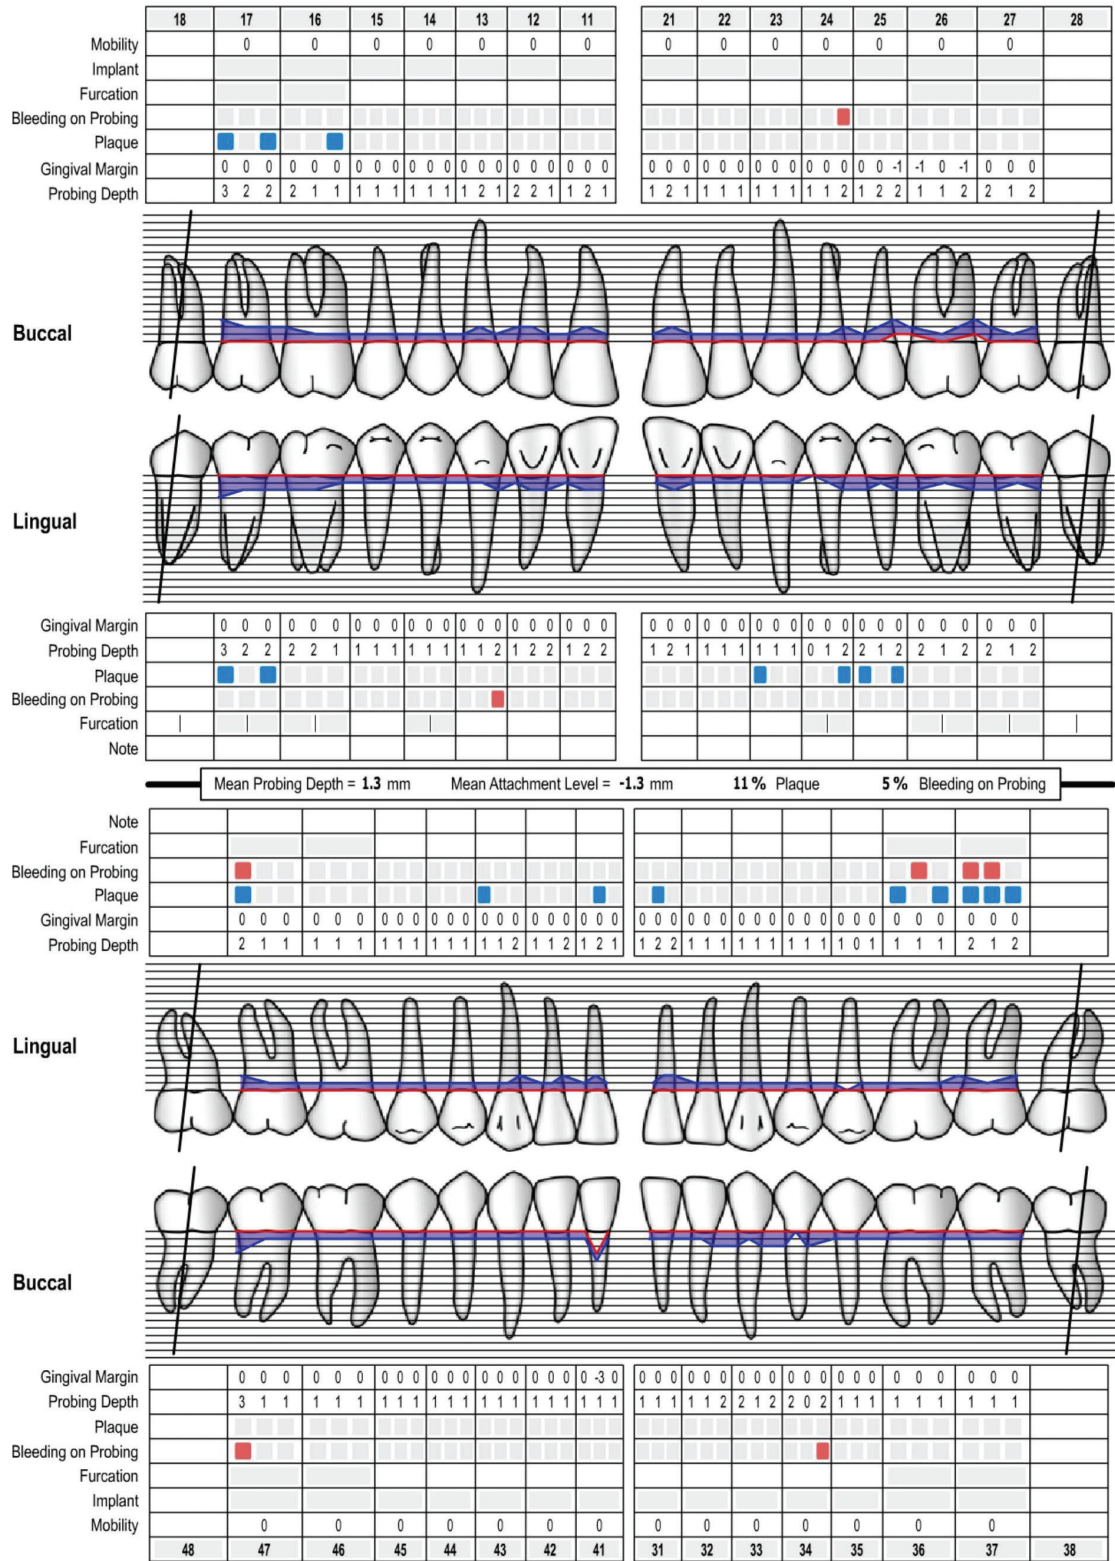 18 17 16 15 14 13 12 11 21 22 23 24 25 26 27 28
Mobility 0 0 0 0 0 0 0 0 0 0 0 0 0 0
Implant
Furcation
Bleeding on Probing
Plaque
Gingival Margin 0 0 0 0 0 0 0 0 0 0 0 0 0 0 0 0 0 0 0 0 0 0 0 0 0 0 0 0 0 0 0 0 0 0 0 -1 -1 0 -1 0 0 0
Probing Depth 3 2 2 2 1 1 1 1 1 1 1 1 1 2 1 2 2 1 1 2 1 1 2 1 1 1 1 1 1 1 1 1 2 1 1 2 1 1 2 2 1 2
Buccal
Lingual
Gingival Margin 0 0 0 0 0 0 0 0 0 0 0 0 0 0 0 0 0 0 0 0 0 0 0 0 0 0 0 0 0 0 0 0 0 0 0 0 0 0 0 0 0 0
Probing Depth 3 2 2 2 2 1 1 1 1 1 1 1 1 1 2 1 2 2 1 2 2 1 2 1 1 1 1 1 1 1 0 1 2 2 1 2 2 1 2 2 1 2
Plaque
Bleeding on Probing
Furcation
Note
Mean Probing Depth = 1.3 mm Mean Attachment Level = -1.3 mm 11 % Plaque 5 % Bleeding on Probing
Note
Furcation
Bleeding on Probing
Plaque
Gingival Margin 0 0 0 0 0 0 0 0 0 0 0 0 0 0 0 0 0 0 0 0 0 0 0 0 0 0 0 0 0 0 0 0 0 0 0 0 0 0 0 0 0 0
Probing Depth 2 1 1 1 1 1 1 1 1 1 1 1 1 1 2 1 1 2 1 2 1 1 2 2 1 1 1 1 1 1 1 1 1 1 0 1 1 1 1 2 1 2
Lingual
Buccal
Gingival Margin 0 0 0 0 0 0 0 0 0 0 0 0 0 0 0 0 0 0 0 -3 0 0 0 0 0 0 0 0 0 0 0 0 0 0 0 0 0 0 0 0 0 0
Probing Depth 3 1 1 1 1 1 1 1 1 1 1 1 1 1 1 1 1 1 1 1 1 1 1 1 1 1 2 2 1 2 2 0 2 1 1 1 1 1 1 1 1 1
Plaque
Bleeding on Probing
Furcation
Implant
Mobility 0 0 0 0 0 0 0 0 0 0 0 0 0 0
48 47 46 45 44 43 42 41 31 32 33 34 35 36 37 38